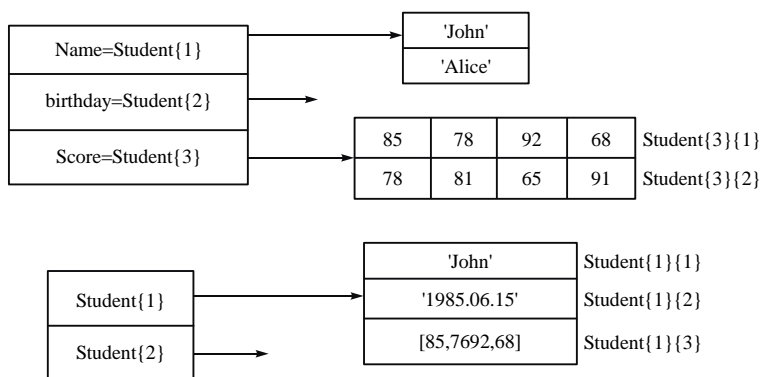 Name=Student{1}
'John'
'Alice'
birthday=Student{2}
Score=Student{3}
85 78 92 68 Student{3}{1}
78 81 65 91 Student{3}{2}
'John' Student{1}{1}
Student{1}
'1985.06.15' Student{1}{2}
Student{2}
[85,7692,68] Student{1}{3}